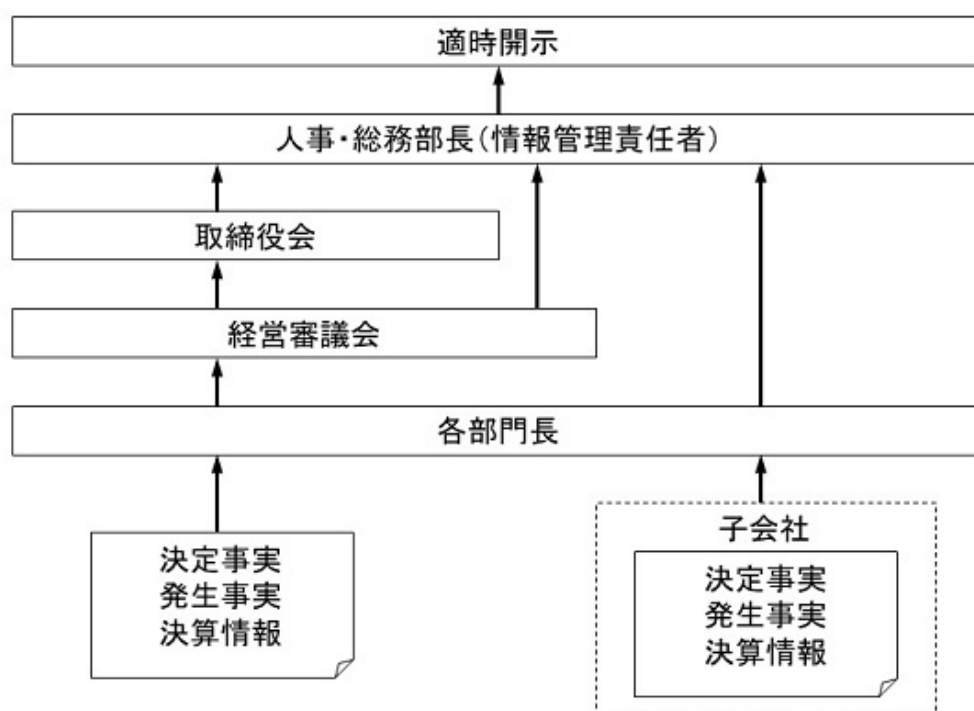 適時開示
人事・総務部長(情報管理責任者)
取締役会
経営審議会
各部門長
決定事実
発生事実
決算情報
子会社
決定事実
発生事実
決算情報